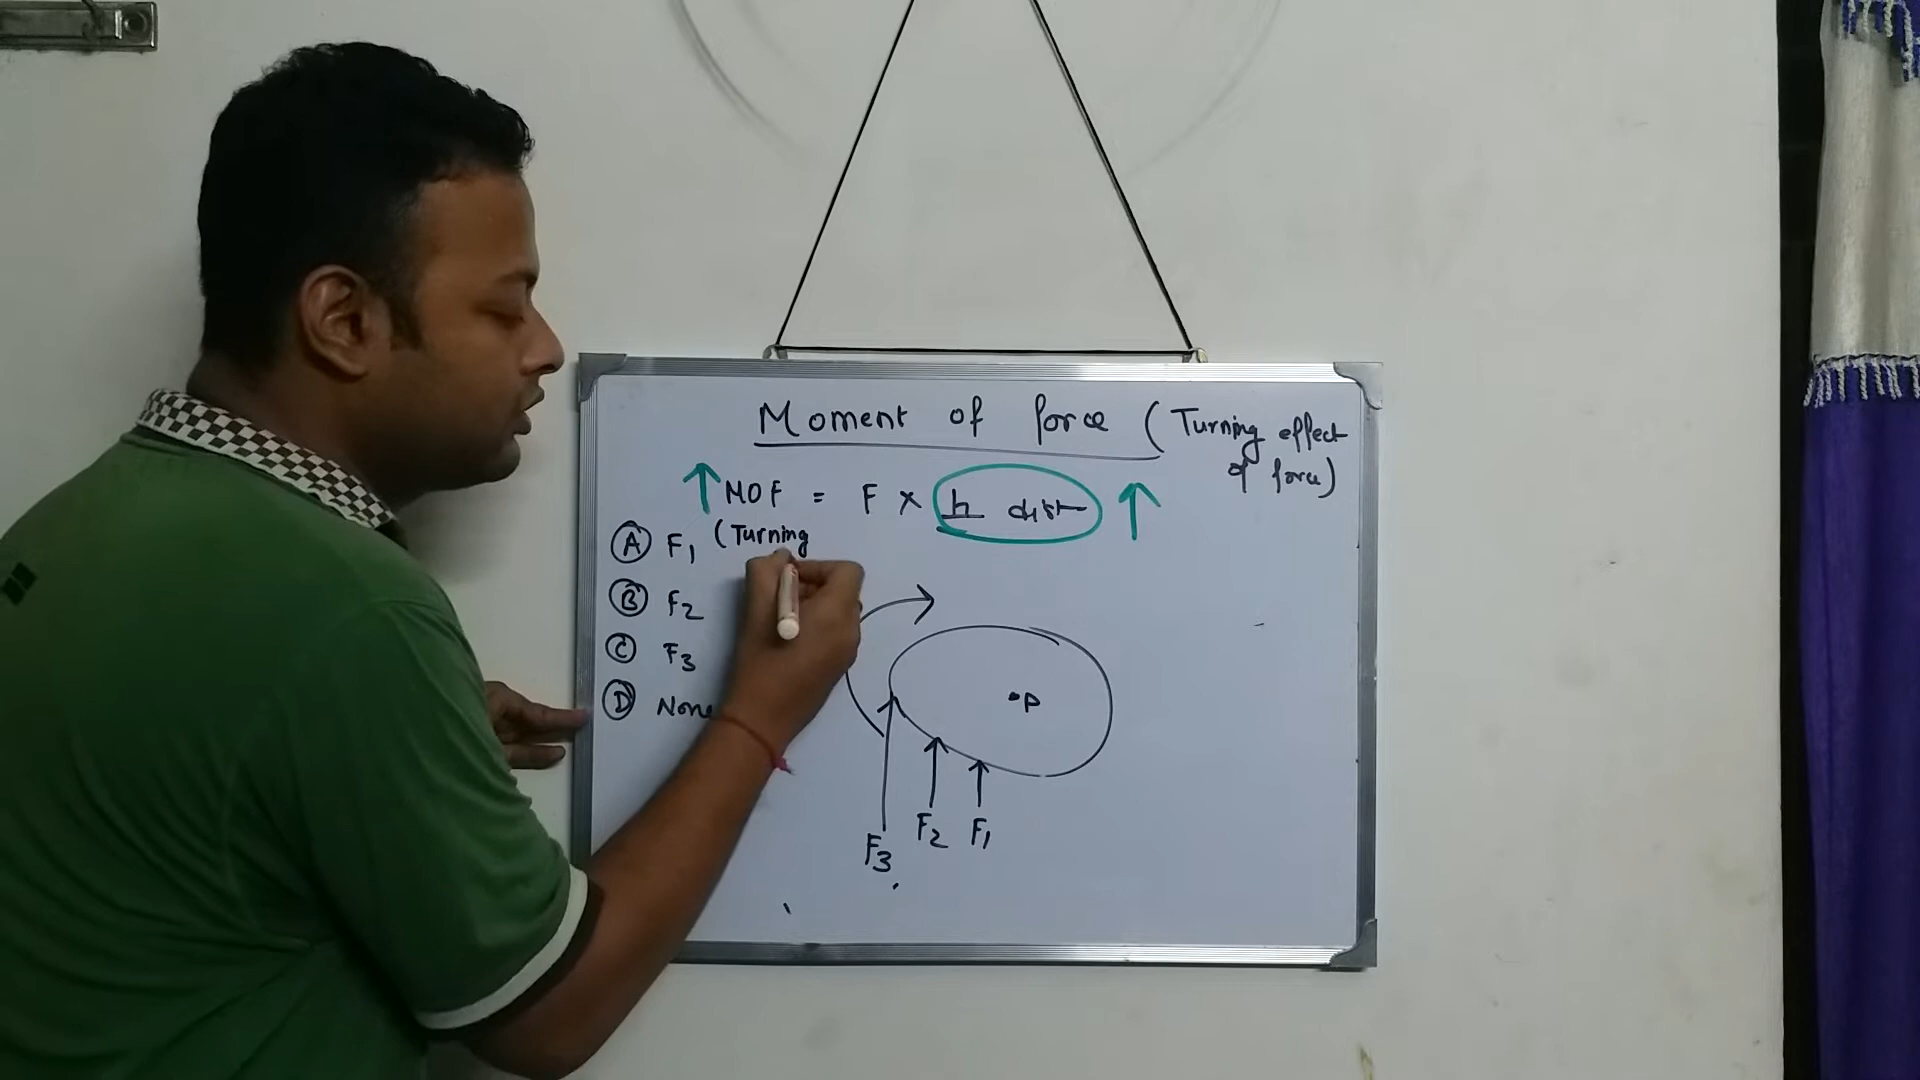 Moment of force (Turning effect
of force)
↑ MOF = F × h dist ↑
(A) F1 (Turning
(B) F2
(C) F3
(D) None
•P
F3 F2 F1